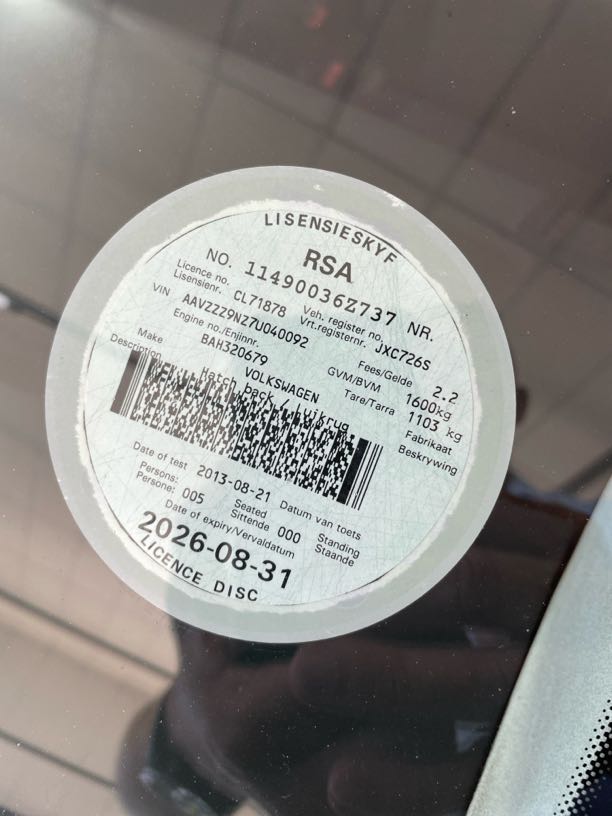 LISENSIESKYF
RSA
NO. 11490036Z737 NR.
Licence no. CL71878 Veh. register no. JXC726S
Lisensienr. Vrt.registernr.
VIN AAVZZZ9NZ7U040092 Fees/Gelde 2.2
Engine no./Enjinnr. BAH320679 GVM/BVM 1600kg
Tare/Tarra 1103 kg
Make VOLKSWAGEN Fabrikaat
Description Hatch back / Luikrug Beskrywing
Date of test 2013-08-21 Datum van toets
Persons: 005 Seated 000 Standing
Persone: Sittende Staande
Date of expiry/Vervaldatum
2026-08-31
LICENCE DISC